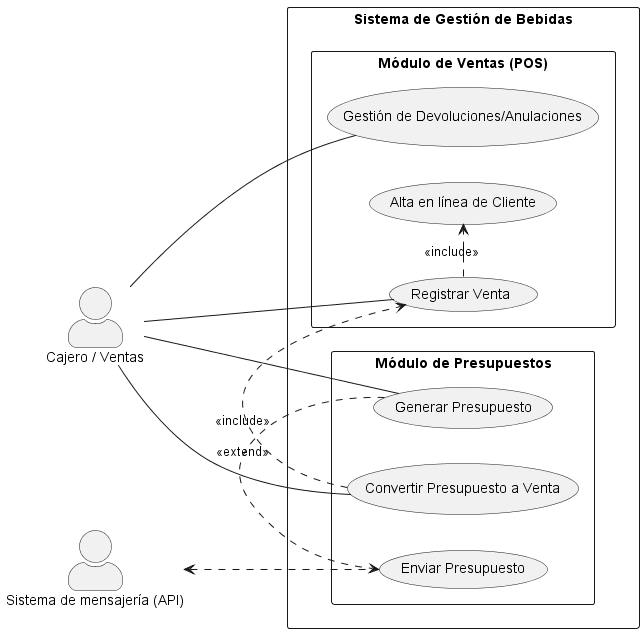 Sistema de Gestión de Bebidas
Módulo de Ventas (POS)
Gestión de Devoluciones/Anulaciones
Alta en línea de Cliente
«include»
Registrar Venta
Cajero / Ventas
Módulo de Presupuestos
Generar Presupuesto
«include»
«extend»
Convertir Presupuesto a Venta
Enviar Presupuesto
Sistema de mensajería (API)